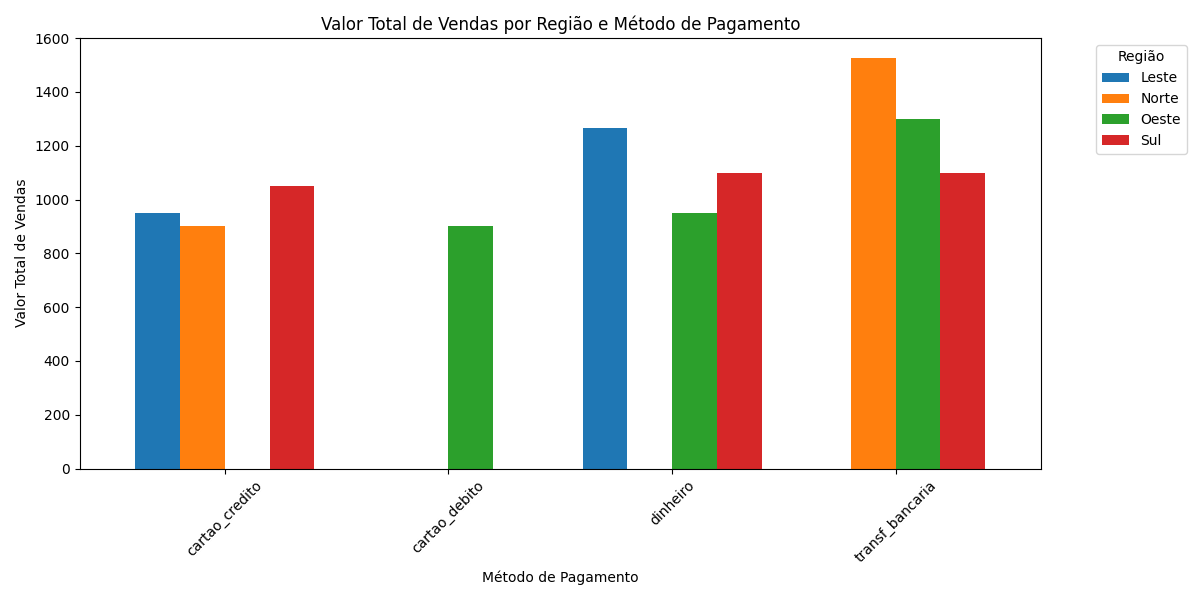 Valor Total de Vendas por Região e Método de Pagamento
Região
Leste
Norte
Oeste
Sul
Valor Total de Vendas
1600
1400
1200
1000
800
600
400
200
0
cartao_credito
cartao_debito
dinheiro
transf_bancaria
Método de Pagamento